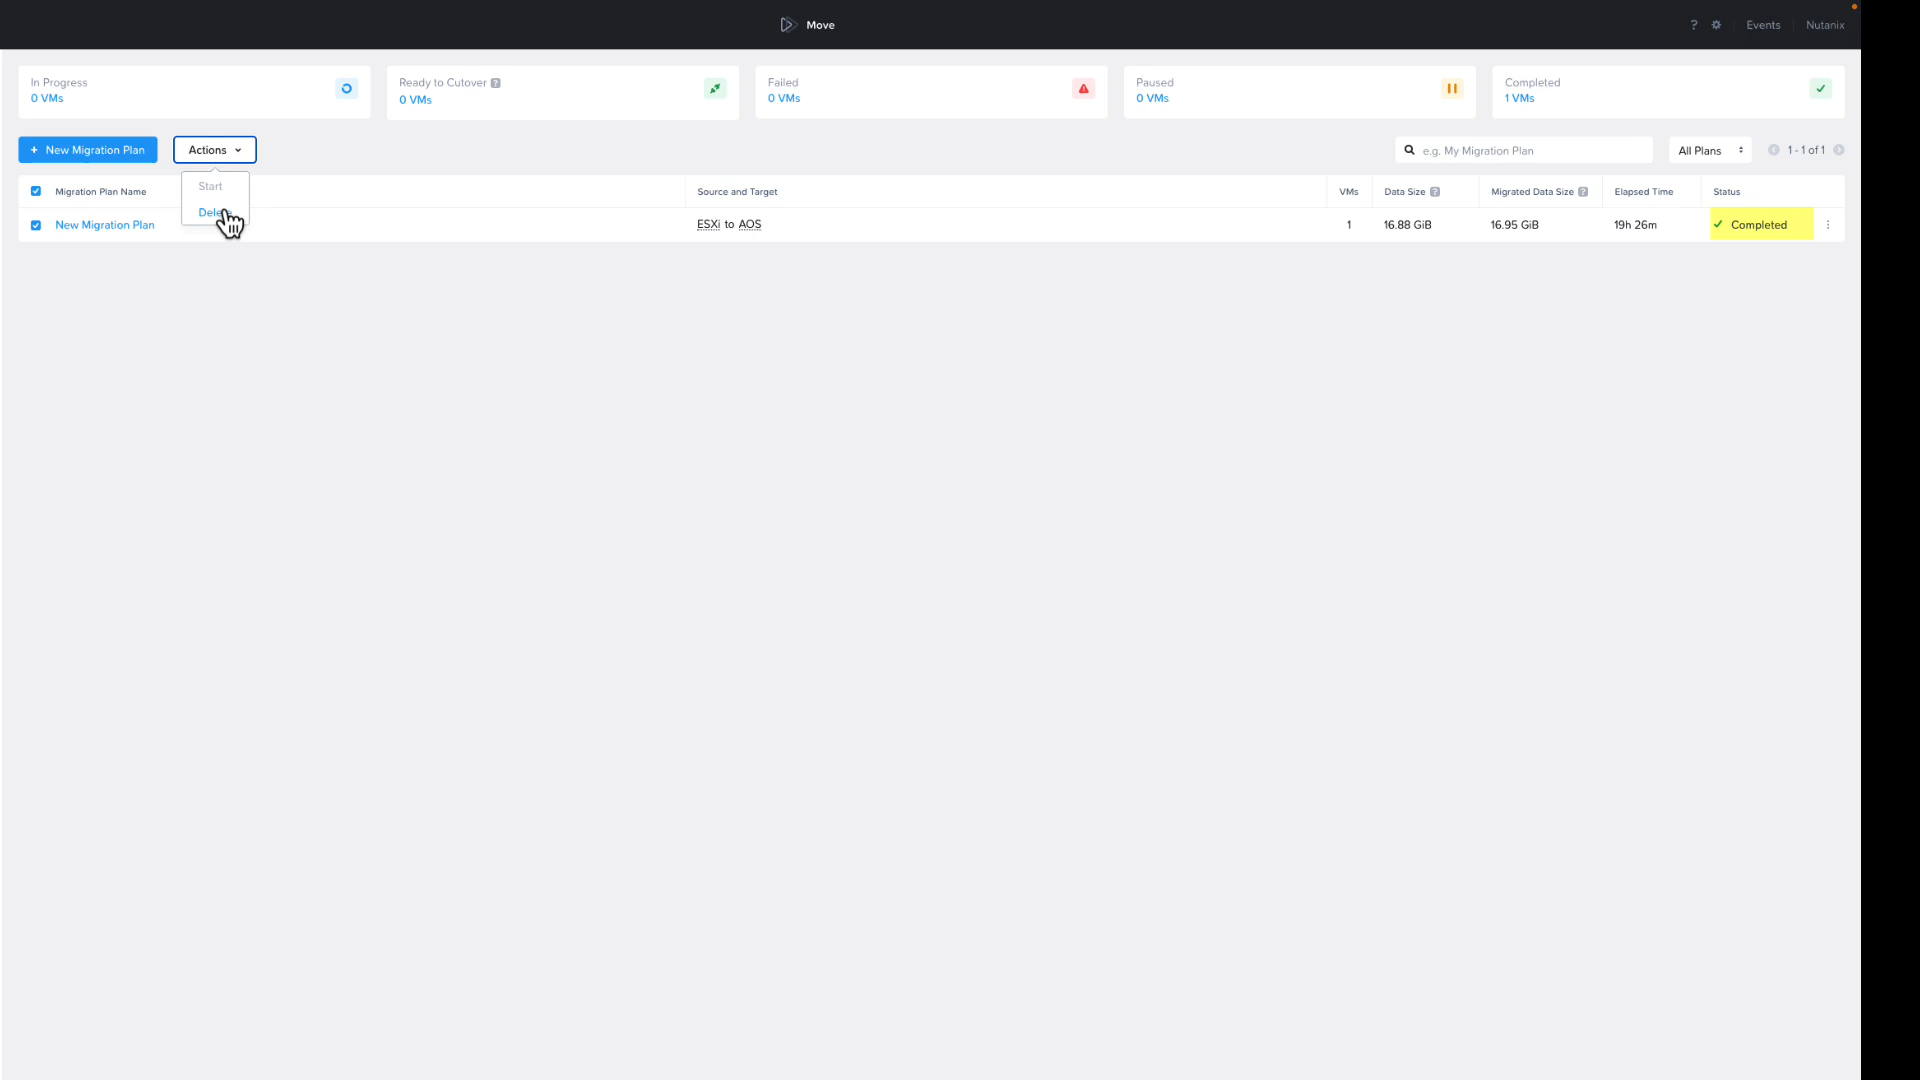 Move
? Events Nutanix
In Progress
0 VMs
Ready to Cutover ?
0 VMs
Failed
0 VMs
Paused
0 VMs
Completed
1 VMs
+ New Migration Plan
Actions
e.g. My Migration Plan
All Plans
1 - 1 of 1
Start
Migration Plan Name Source and Target VMs Data Size ? Migrated Data Size ? Elapsed Time Status
New Migration Plan ESXi to AOS 1 16.88 GiB 16.95 GiB 19h 26m Completed